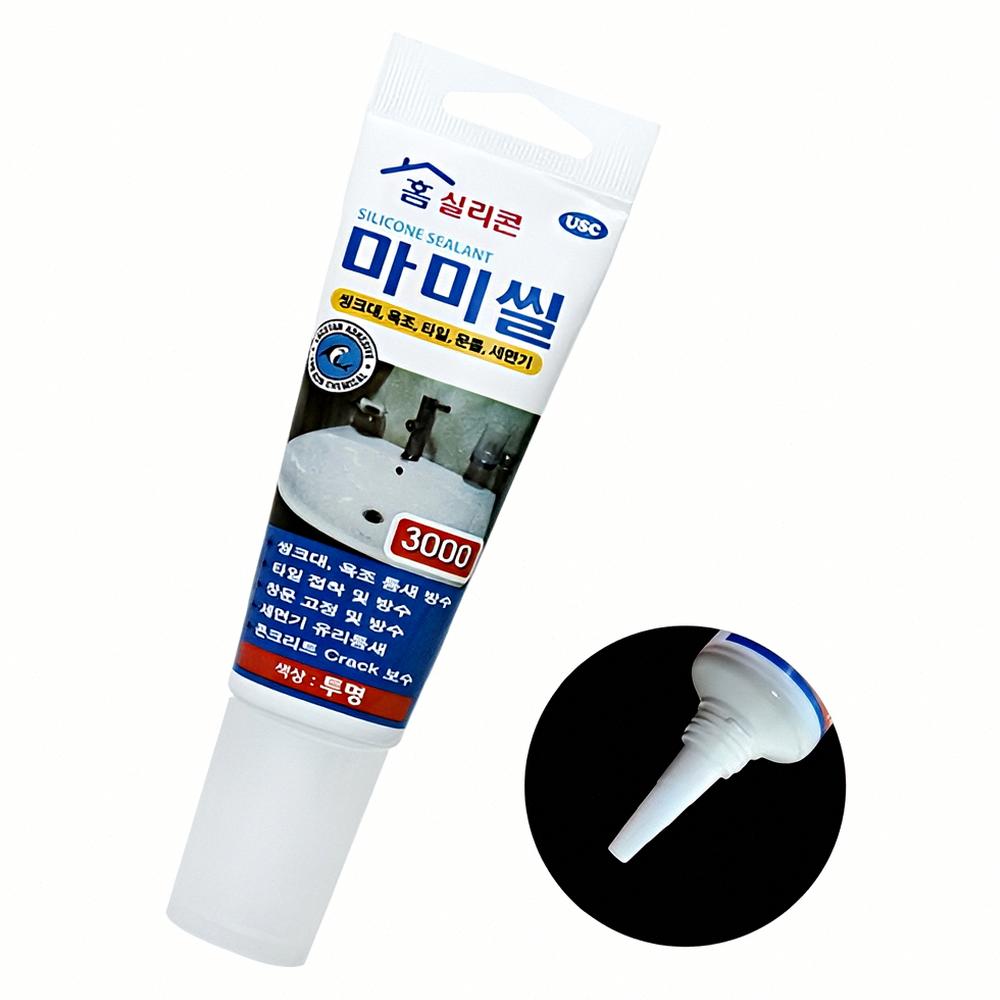 홈 실리콘
USC
SILICONE SEALANT
마미씰
씽크대, 욕조, 타일, 문틀, 세면기
3000
씽크대, 욕조 틈새 방수
타일 접착 및 방수
창문 고정 및 방수
세면기 유리틈새
콘크리트 Crack 보수
색상 : 투명